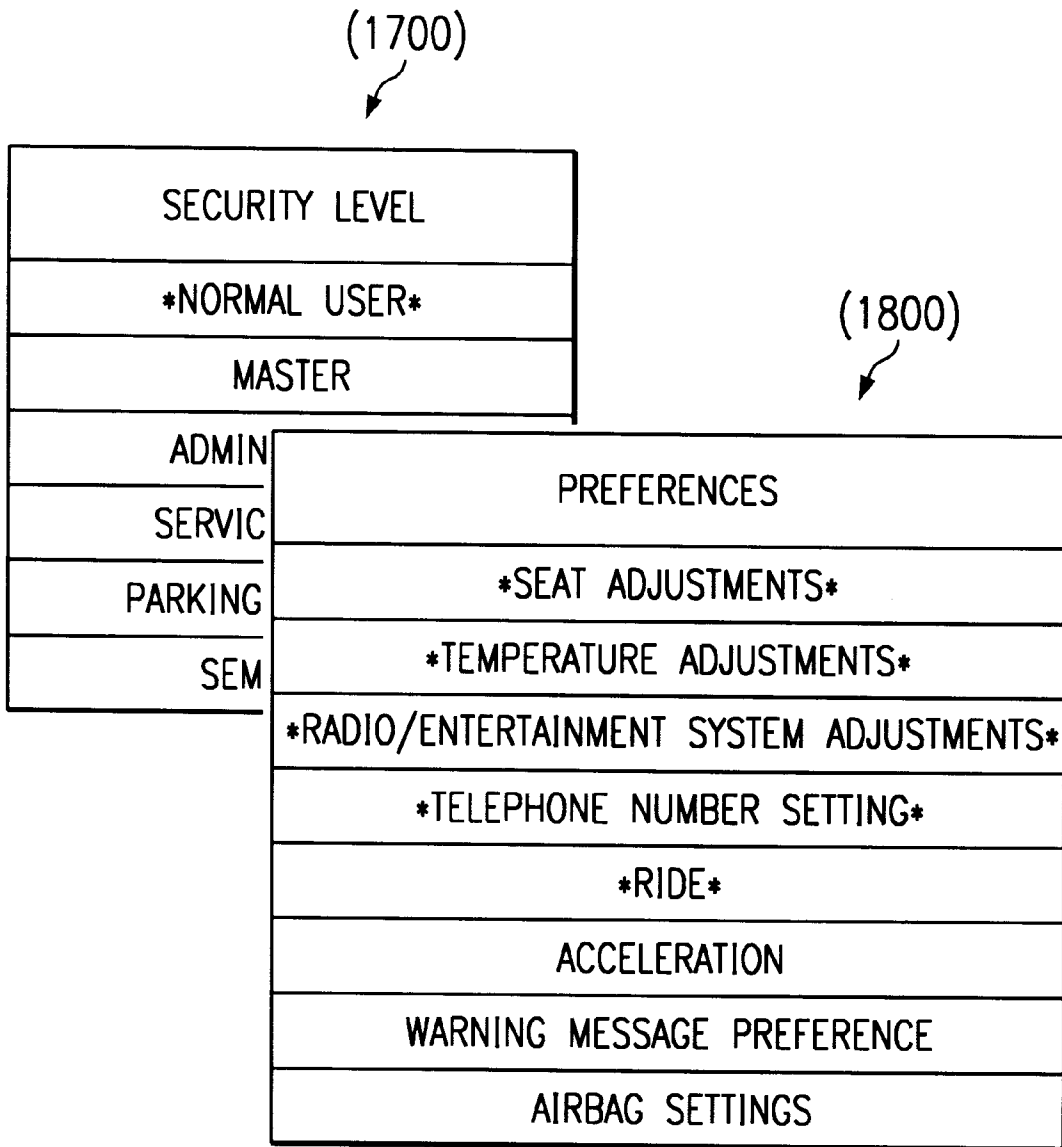 (1700)
SECURITY LEVEL
*NORMAL USER*
MASTER
ADMIN
SERVIC
PARKING
SEM
(1800)
PREFERENCES
*SEAT ADJUSTMENTS*
*TEMPERATURE ADJUSTMENTS*
*RADIO/ENTERTAINMENT SYSTEM ADJUSTMENTS*
*TELEPHONE NUMBER SETTING*
*RIDE*
ACCELERATION
WARNING MESSAGE PREFERENCE
AIRBAG SETTINGS